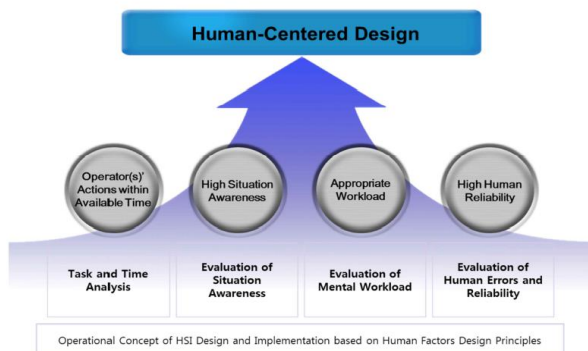 Human-Centered Design
Operator(s)'
Actions within
Available Time
High Situation
Awareness
Appropriate
Workload
High Human
Reliability
Task and Time
Analysis
Evaluation of
Situation
Awareness
Evaluation of
Mental Workload
Evaluation of
Human Errors and
Reliability
Operational Concept of HSI Design and Implementation based on Human Factors Design Principles